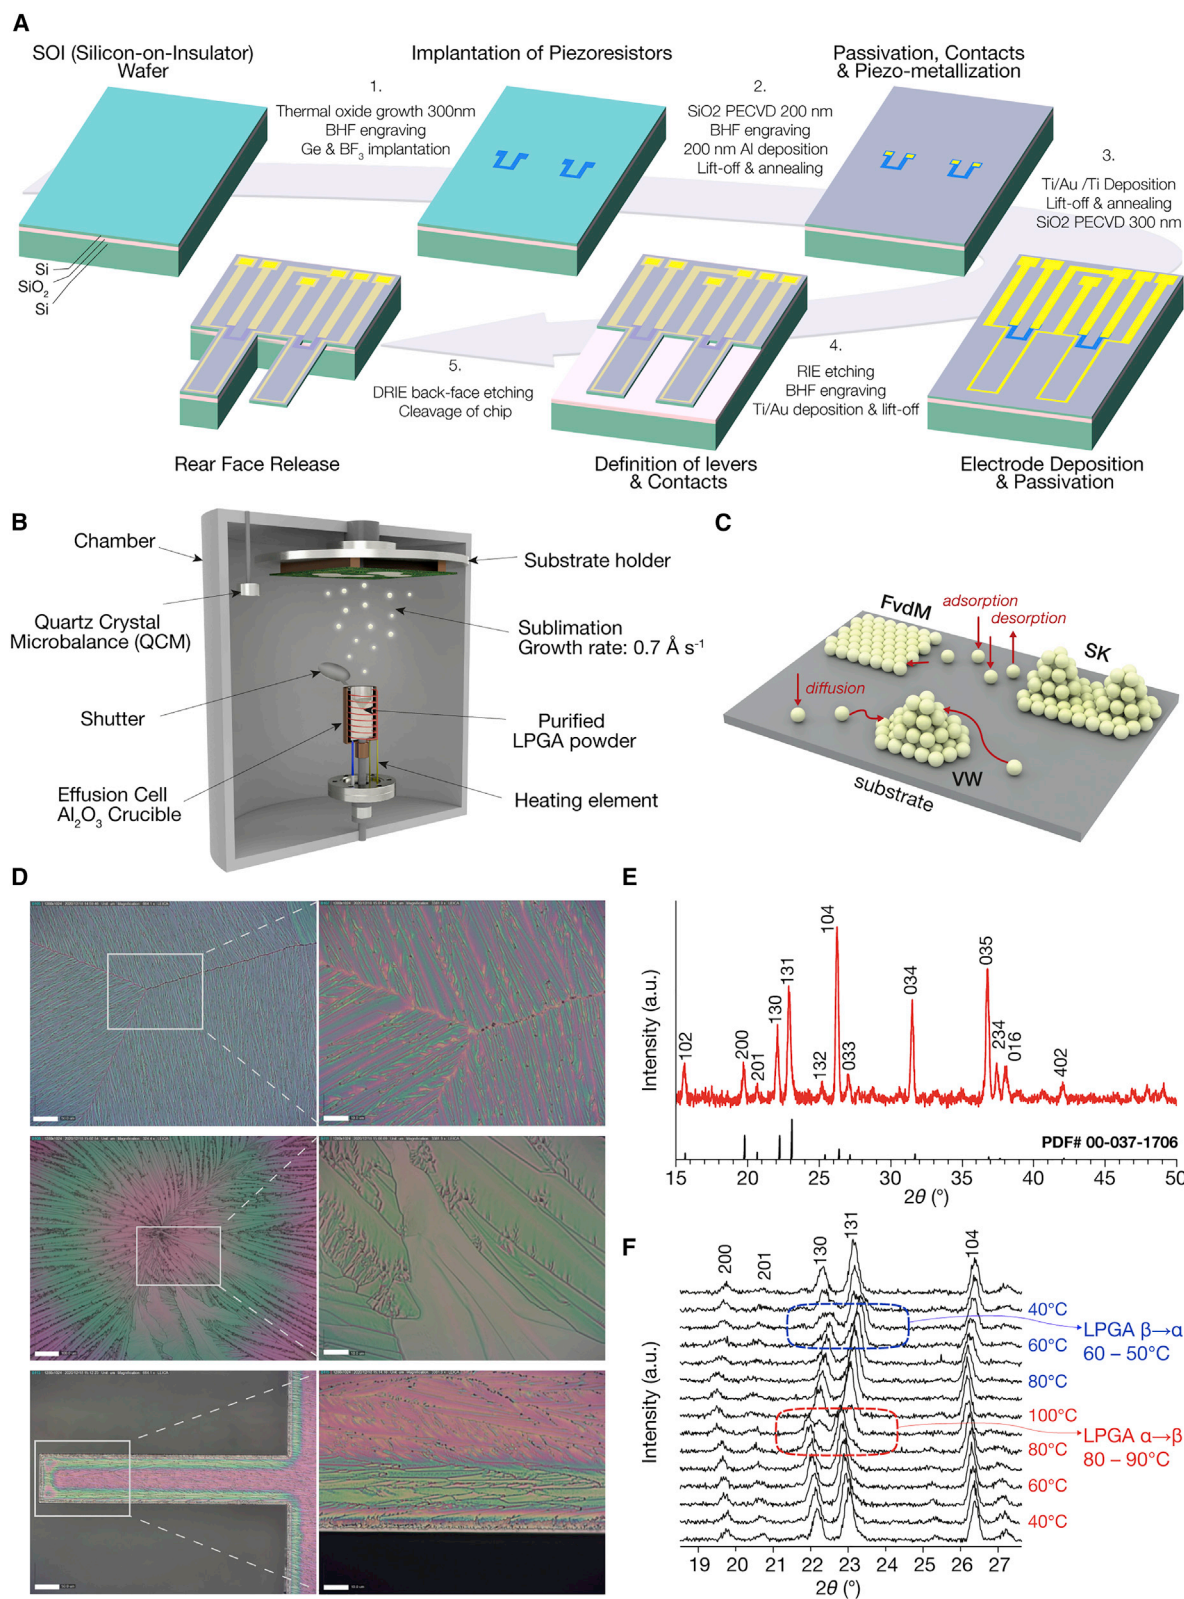 A
SOI (Silicon-on-Insulator)
Wafer
Implantation of Piezoresistors
Passivation, Contacts
& Piezo-metallization
1.
Thermal oxide growth 300nm
BHF engraving
Ge & BF3 implantation
2.
SiO2 PECVD 200 nm
BHF engraving
200 nm Al deposition
Lift-off & annealing
3.
Ti/Au /Ti Deposition
Lift-off & annealing
SiO2 PECVD 300 nm
Si
SiO2
Si
4.
RIE etching
BHF engraving
Ti/Au deposition & lift-off
5.
DRIE back-face etching
Cleavage of chip
Rear Face Release
Definition of levers
& Contacts
Electrode Deposition
& Passivation
B
Chamber
Quartz Crystal
Microbalance (QCM)
Shutter
Effusion Cell
Al2O3 Crucible
Substrate holder
Sublimation
Growth rate: 0.7 Å s-1
Purified
LPGA powder
Heating element
C
FvdM
adsorption
desorption
SK
diffusion
VW
substrate
D
E
Intensity (a.u.)
102
200
201
130
131
132
104
033
034
035
234
016
402
PDF# 00-037-1706
15 20 25 30 35 40 45 50
2θ (°)
F
Intensity (a.u.)
200
201
130
131
104
40°C
60°C
80°C
100°C
80°C
60°C
40°C
LPGA β→α
60 – 50°C
LPGA α→β
80 – 90°C
19 20 21 22 23 24 25 26 27
2θ (°)